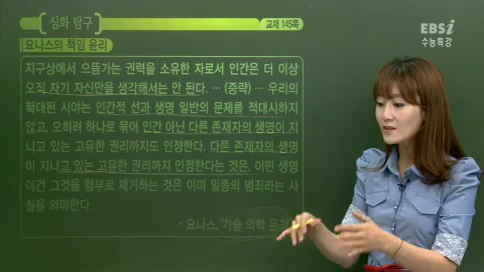 심화 탐구
교재 145쪽
EBSi
수능특강
요나스의 책임 윤리
지구상에서 으뜸가는 권력을 소유한 자로서 인간은 더 이상
오직 자기 자신만을 생각해서는 안 된다. … (중략) … 우리의
확대된 시야는 인간적 선과 생명 일반의 문제를 적대시하지
않고, 오히려 하나로 묶어 인간 아닌 다른 존재자의 생명이 지
니고 있는 고유한 권리까지도 인정한다. 다른 존재자의 생명
이 지니고 있는 고유한 권리까지 인정한다는 것은, 어떤 생명
이건 그것을 함부로 제거하는 것은 이미 일종의 범죄라는 사
실을 의미한다.
- 요나스, 「기술 의학